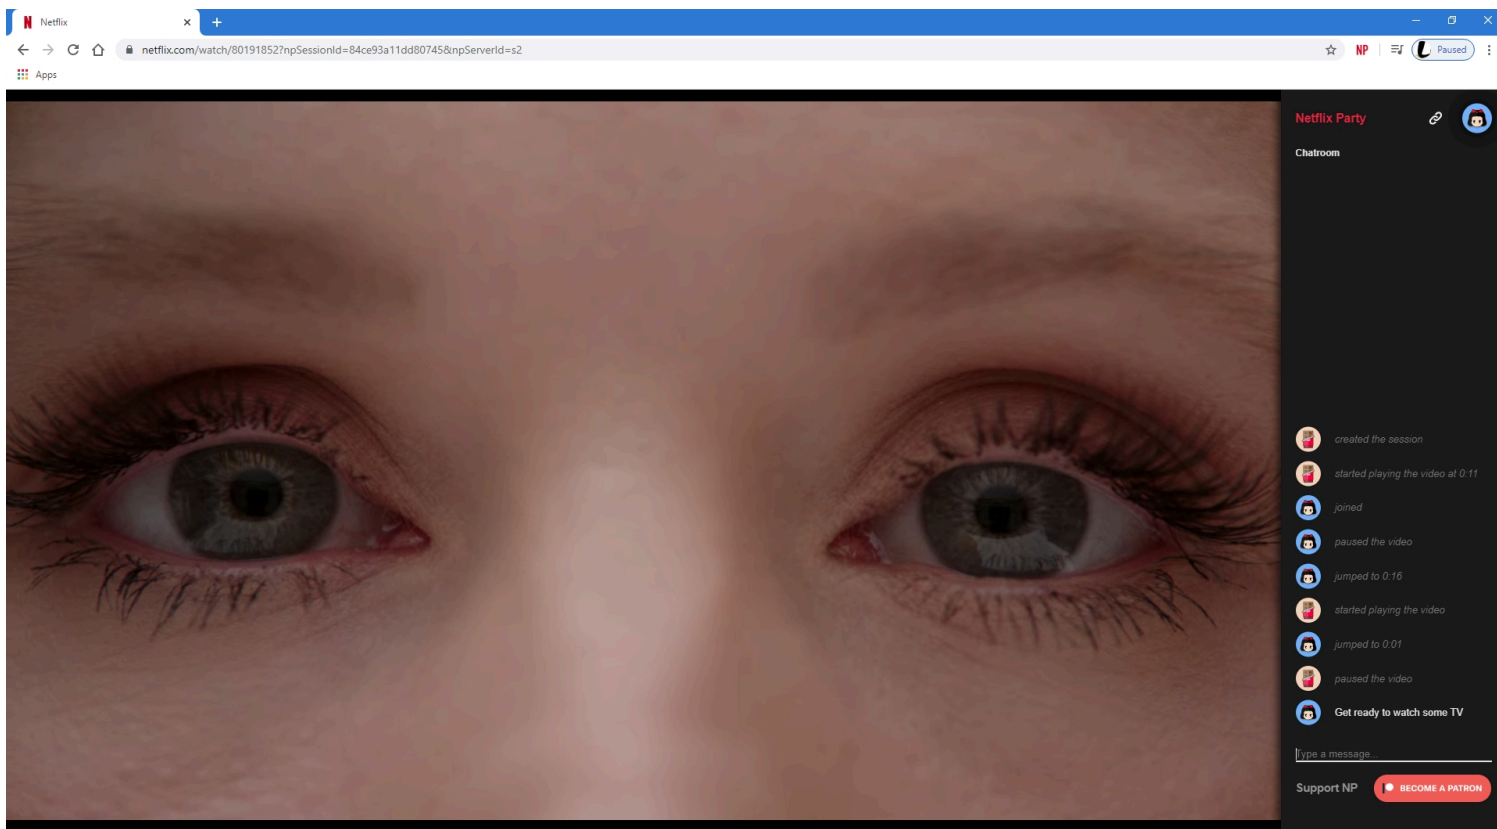 N Netflix
netflix.com/watch/80191852?npSessionId=84ce93a11dd80745&npServerId=s2
NP
L Paused
Apps
Netflix Party
Chatroom
created the session
started playing the video at 0:11
joined
paused the video
jumped to 0:16
started playing the video
jumped to 0:01
paused the video
Get ready to watch some TV
Type a message...
Support NP
BECOME A PATRON